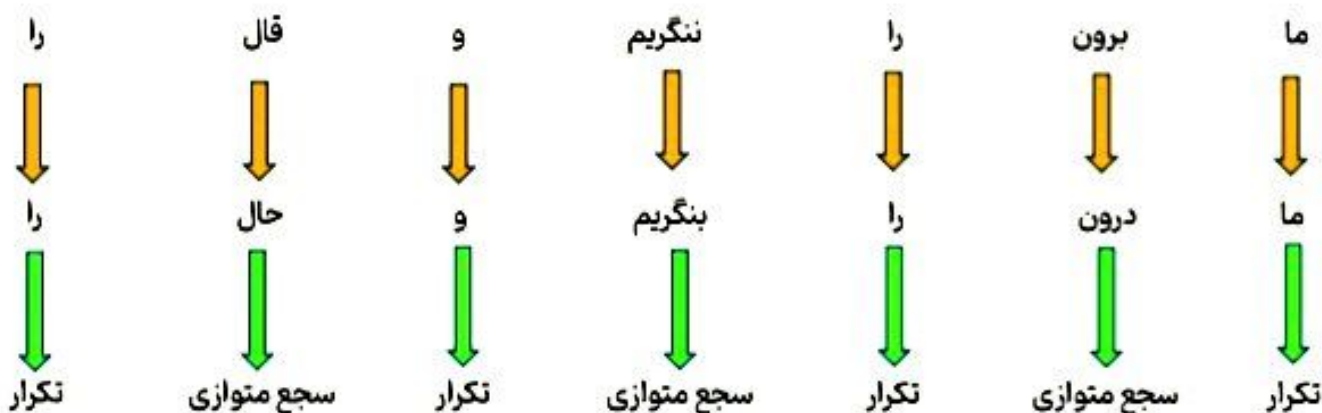 ما برون را ننگریم و قال را
ما درون را بنگریم و حال را
تکرار سجع متوازی تکرار سجع متوازی تکرار سجع متوازی تکرار